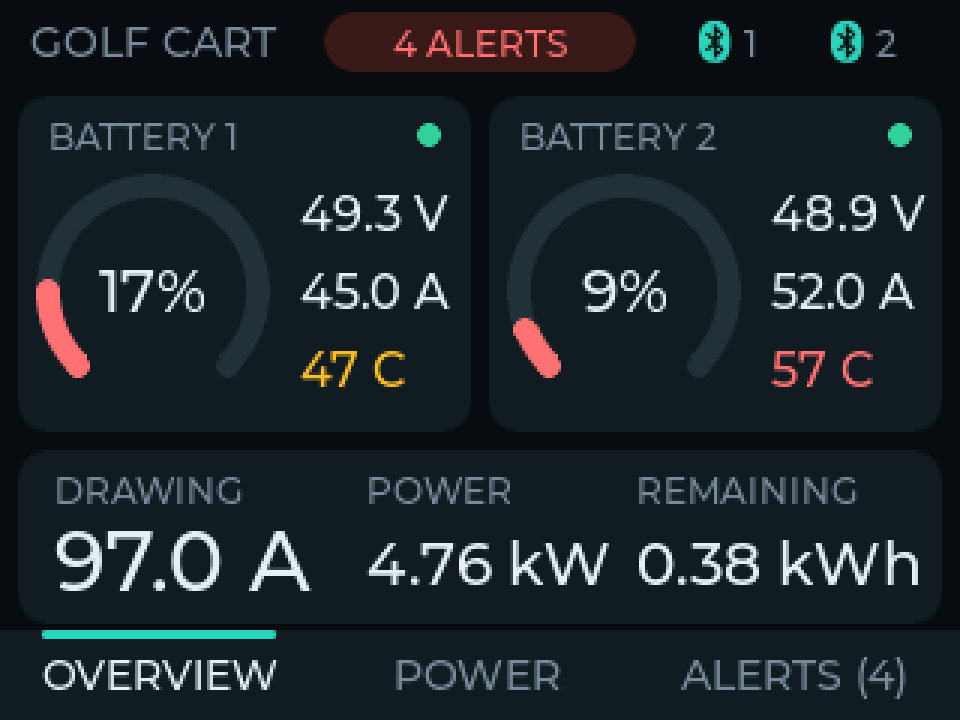 GOLF CART
4 ALERTS
1
2
BATTERY 1
49.3 V
17%
45.0 A
47 C
BATTERY 2
48.9 V
9%
52.0 A
57 C
DRAWING
97.0 A
POWER
4.76 kW
REMAINING
0.38 kWh
OVERVIEW
POWER
ALERTS (4)